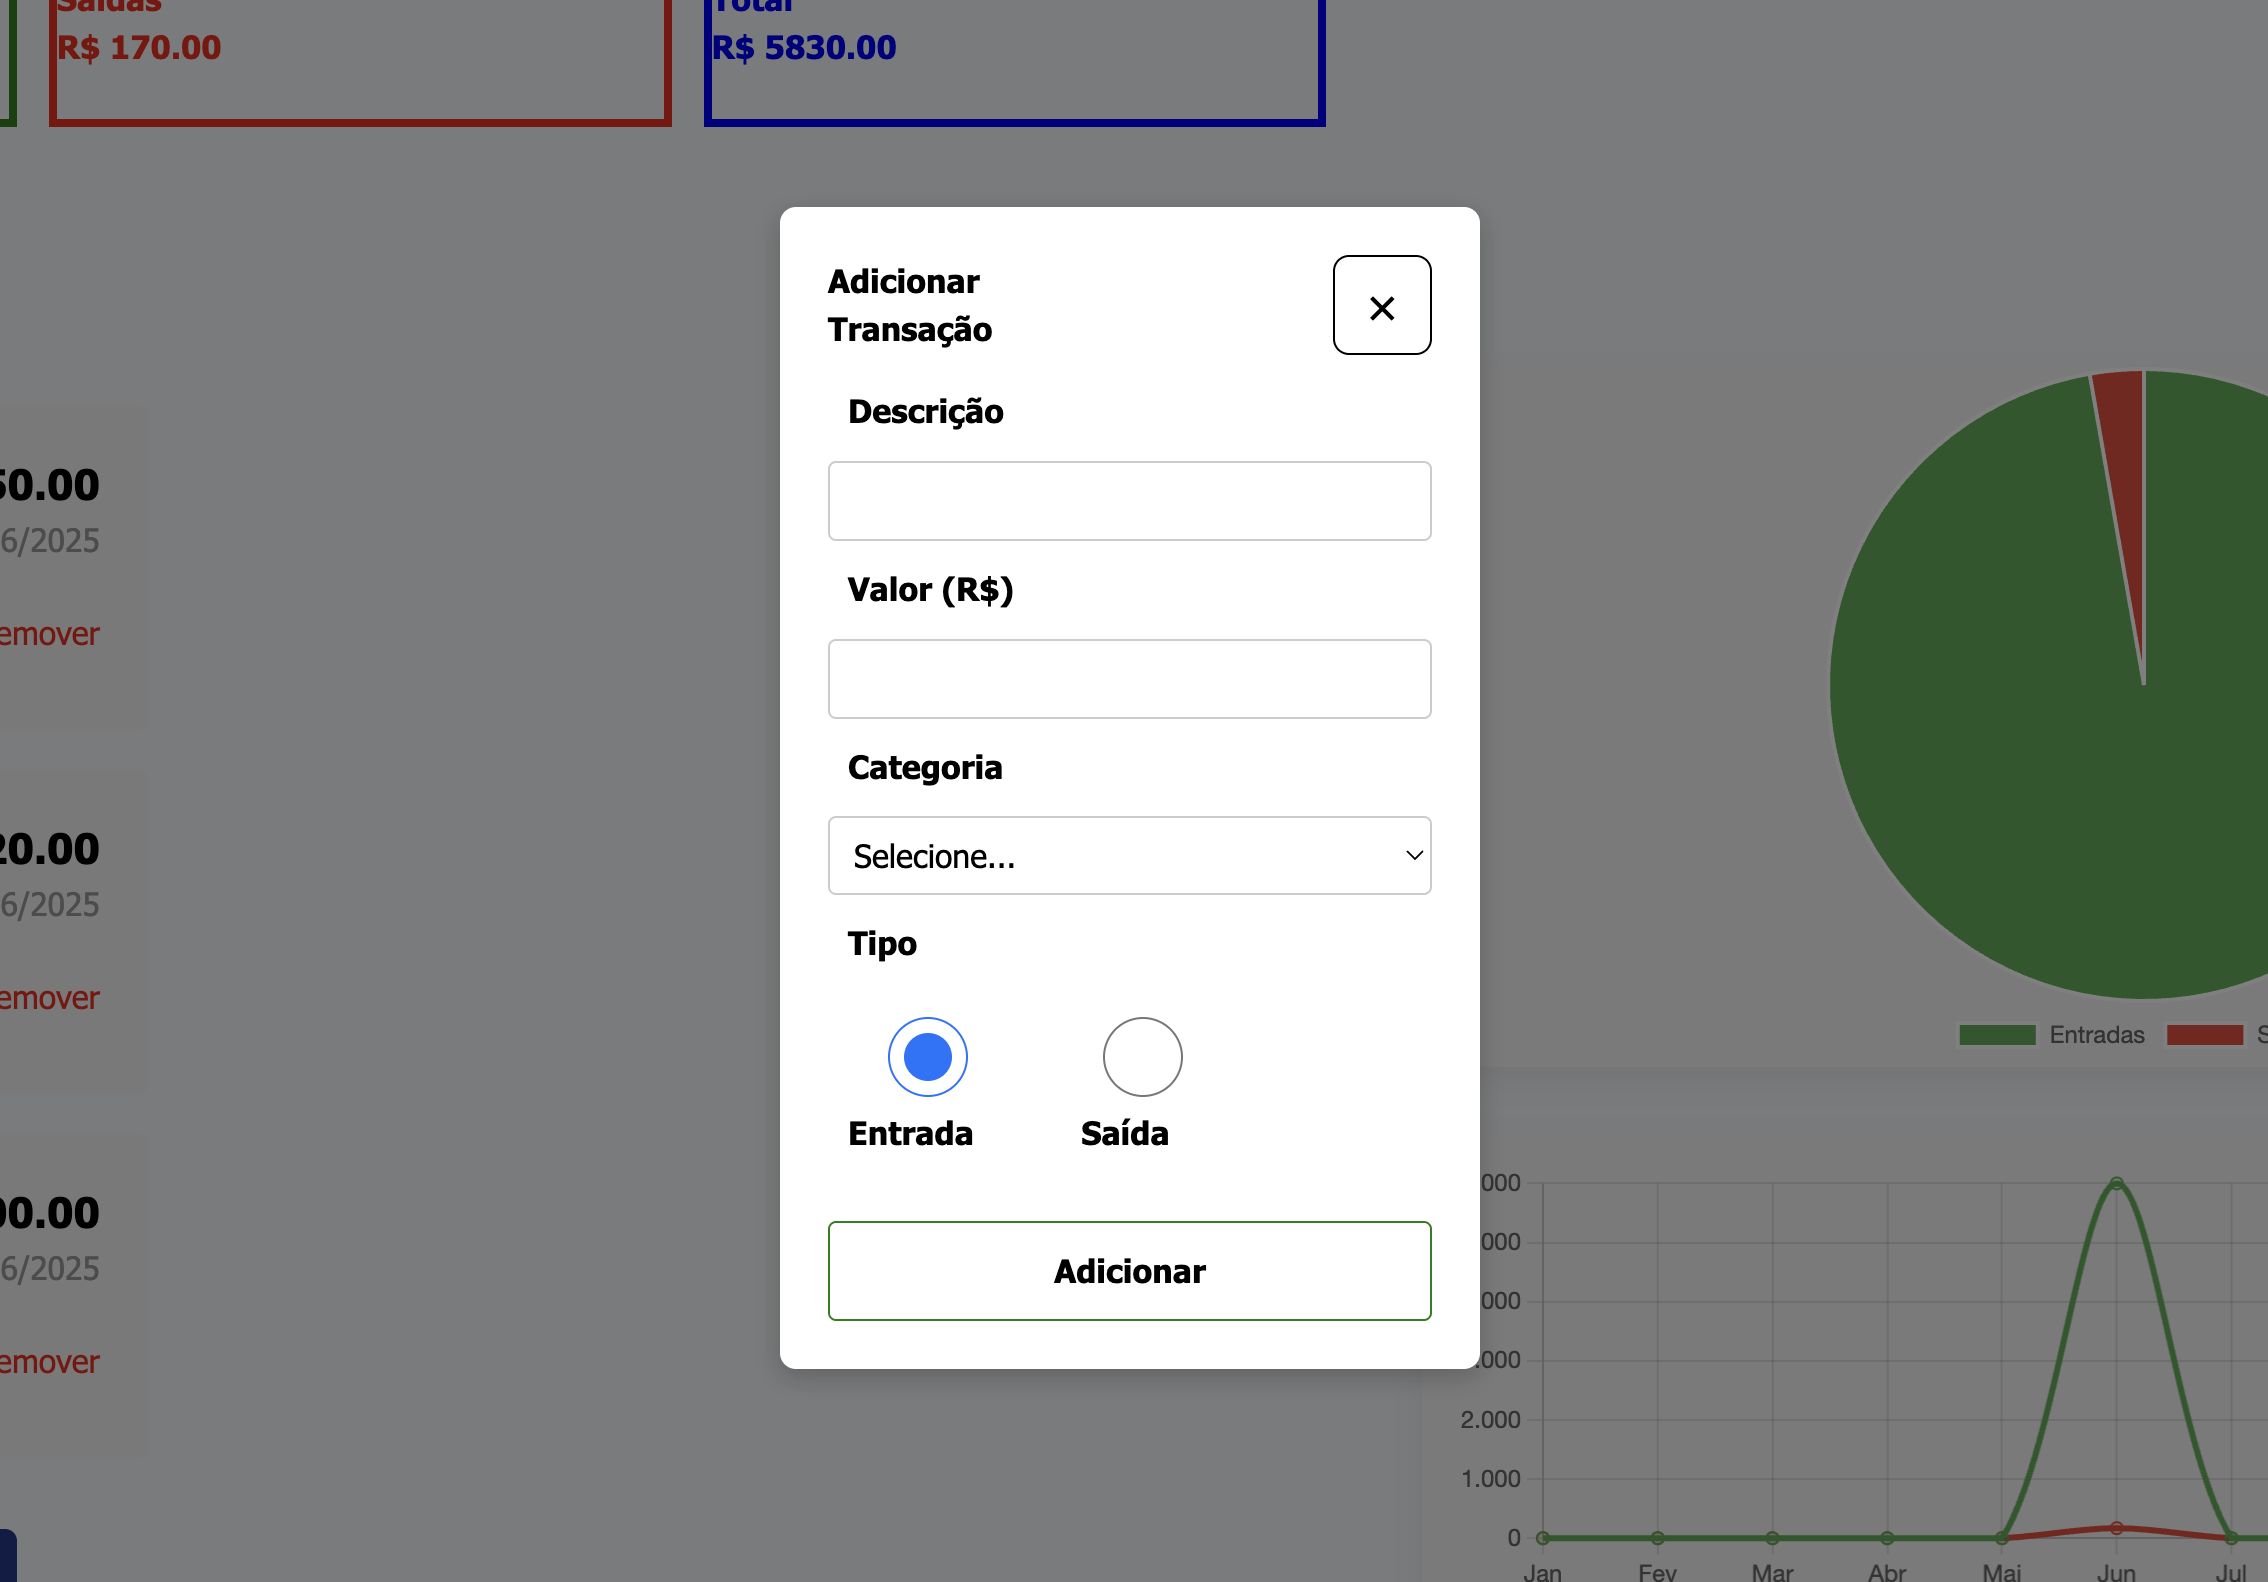 Saídas
R$ 170.00
Total
R$ 5830.00
Adicionar
Transação
Descrição
Valor (R$)
Categoria
Selecione...
Tipo
Entrada
Saída
Adicionar
50.00
6/2025
emover
20.00
6/2025
emover
00.00
6/2025
emover
Entradas
S
000
000
000
.000
2.000
1.000
0
Jan
Fev
Mar
Abr
Mai
Jun
Jul